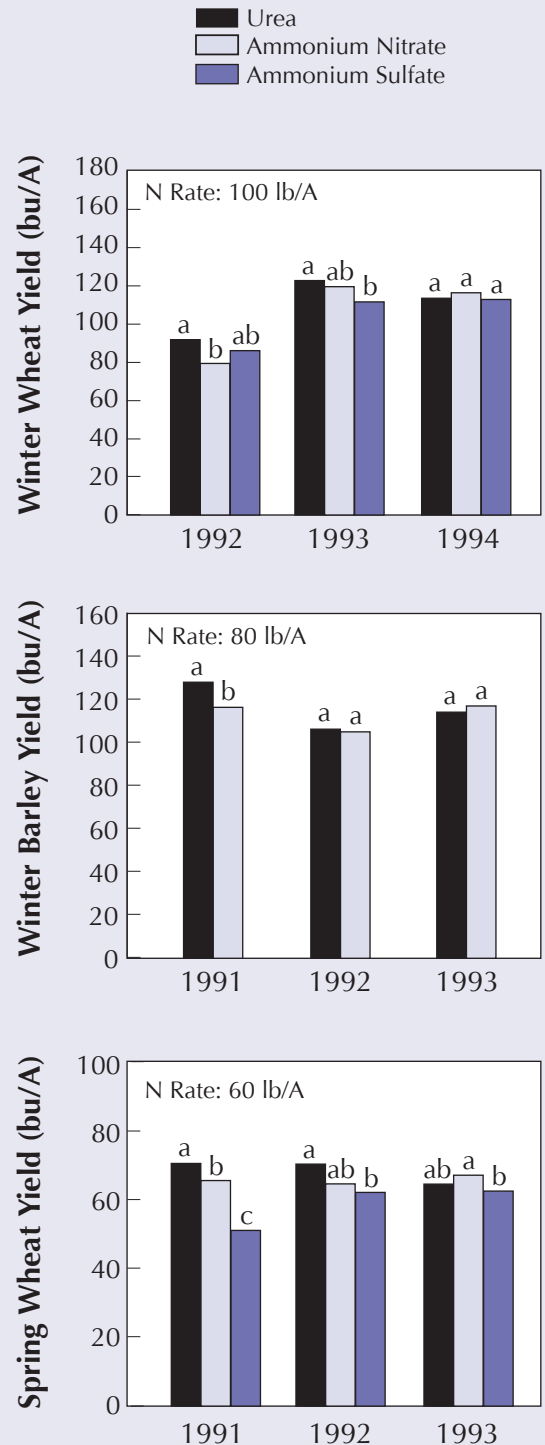 Urea
Ammonium Nitrate
Ammonium Sulfate
Winter Wheat Yield (bu/A)
180
160
140
120
100
80
60
40
20
0
N Rate: 100 lb/A
a
b
ab
a
ab
b
a
a
a
1992
1993
1994
Winter Barley Yield (bu/A)
160
140
120
100
80
60
40
20
0
N Rate: 80 lb/A
a
b
a
a
a
a
1991
1992
1993
Spring Wheat Yield (bu/A)
100
80
60
40
20
0
N Rate: 60 lb/A
a
b
c
a
ab
b
ab
a
b
1991
1992
1993